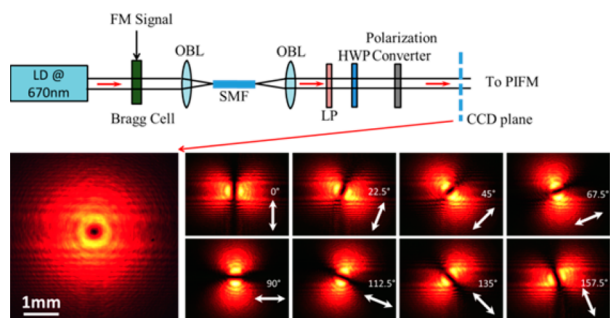 FM Signal
LD @
670nm
Bragg Cell
OBL
SMF
OBL
LP
HWP
Polarization
Converter
CCD plane
To PIFM
1mm
0°
22.5°
45°
67.5°
90°
112.5°
135°
157.5°